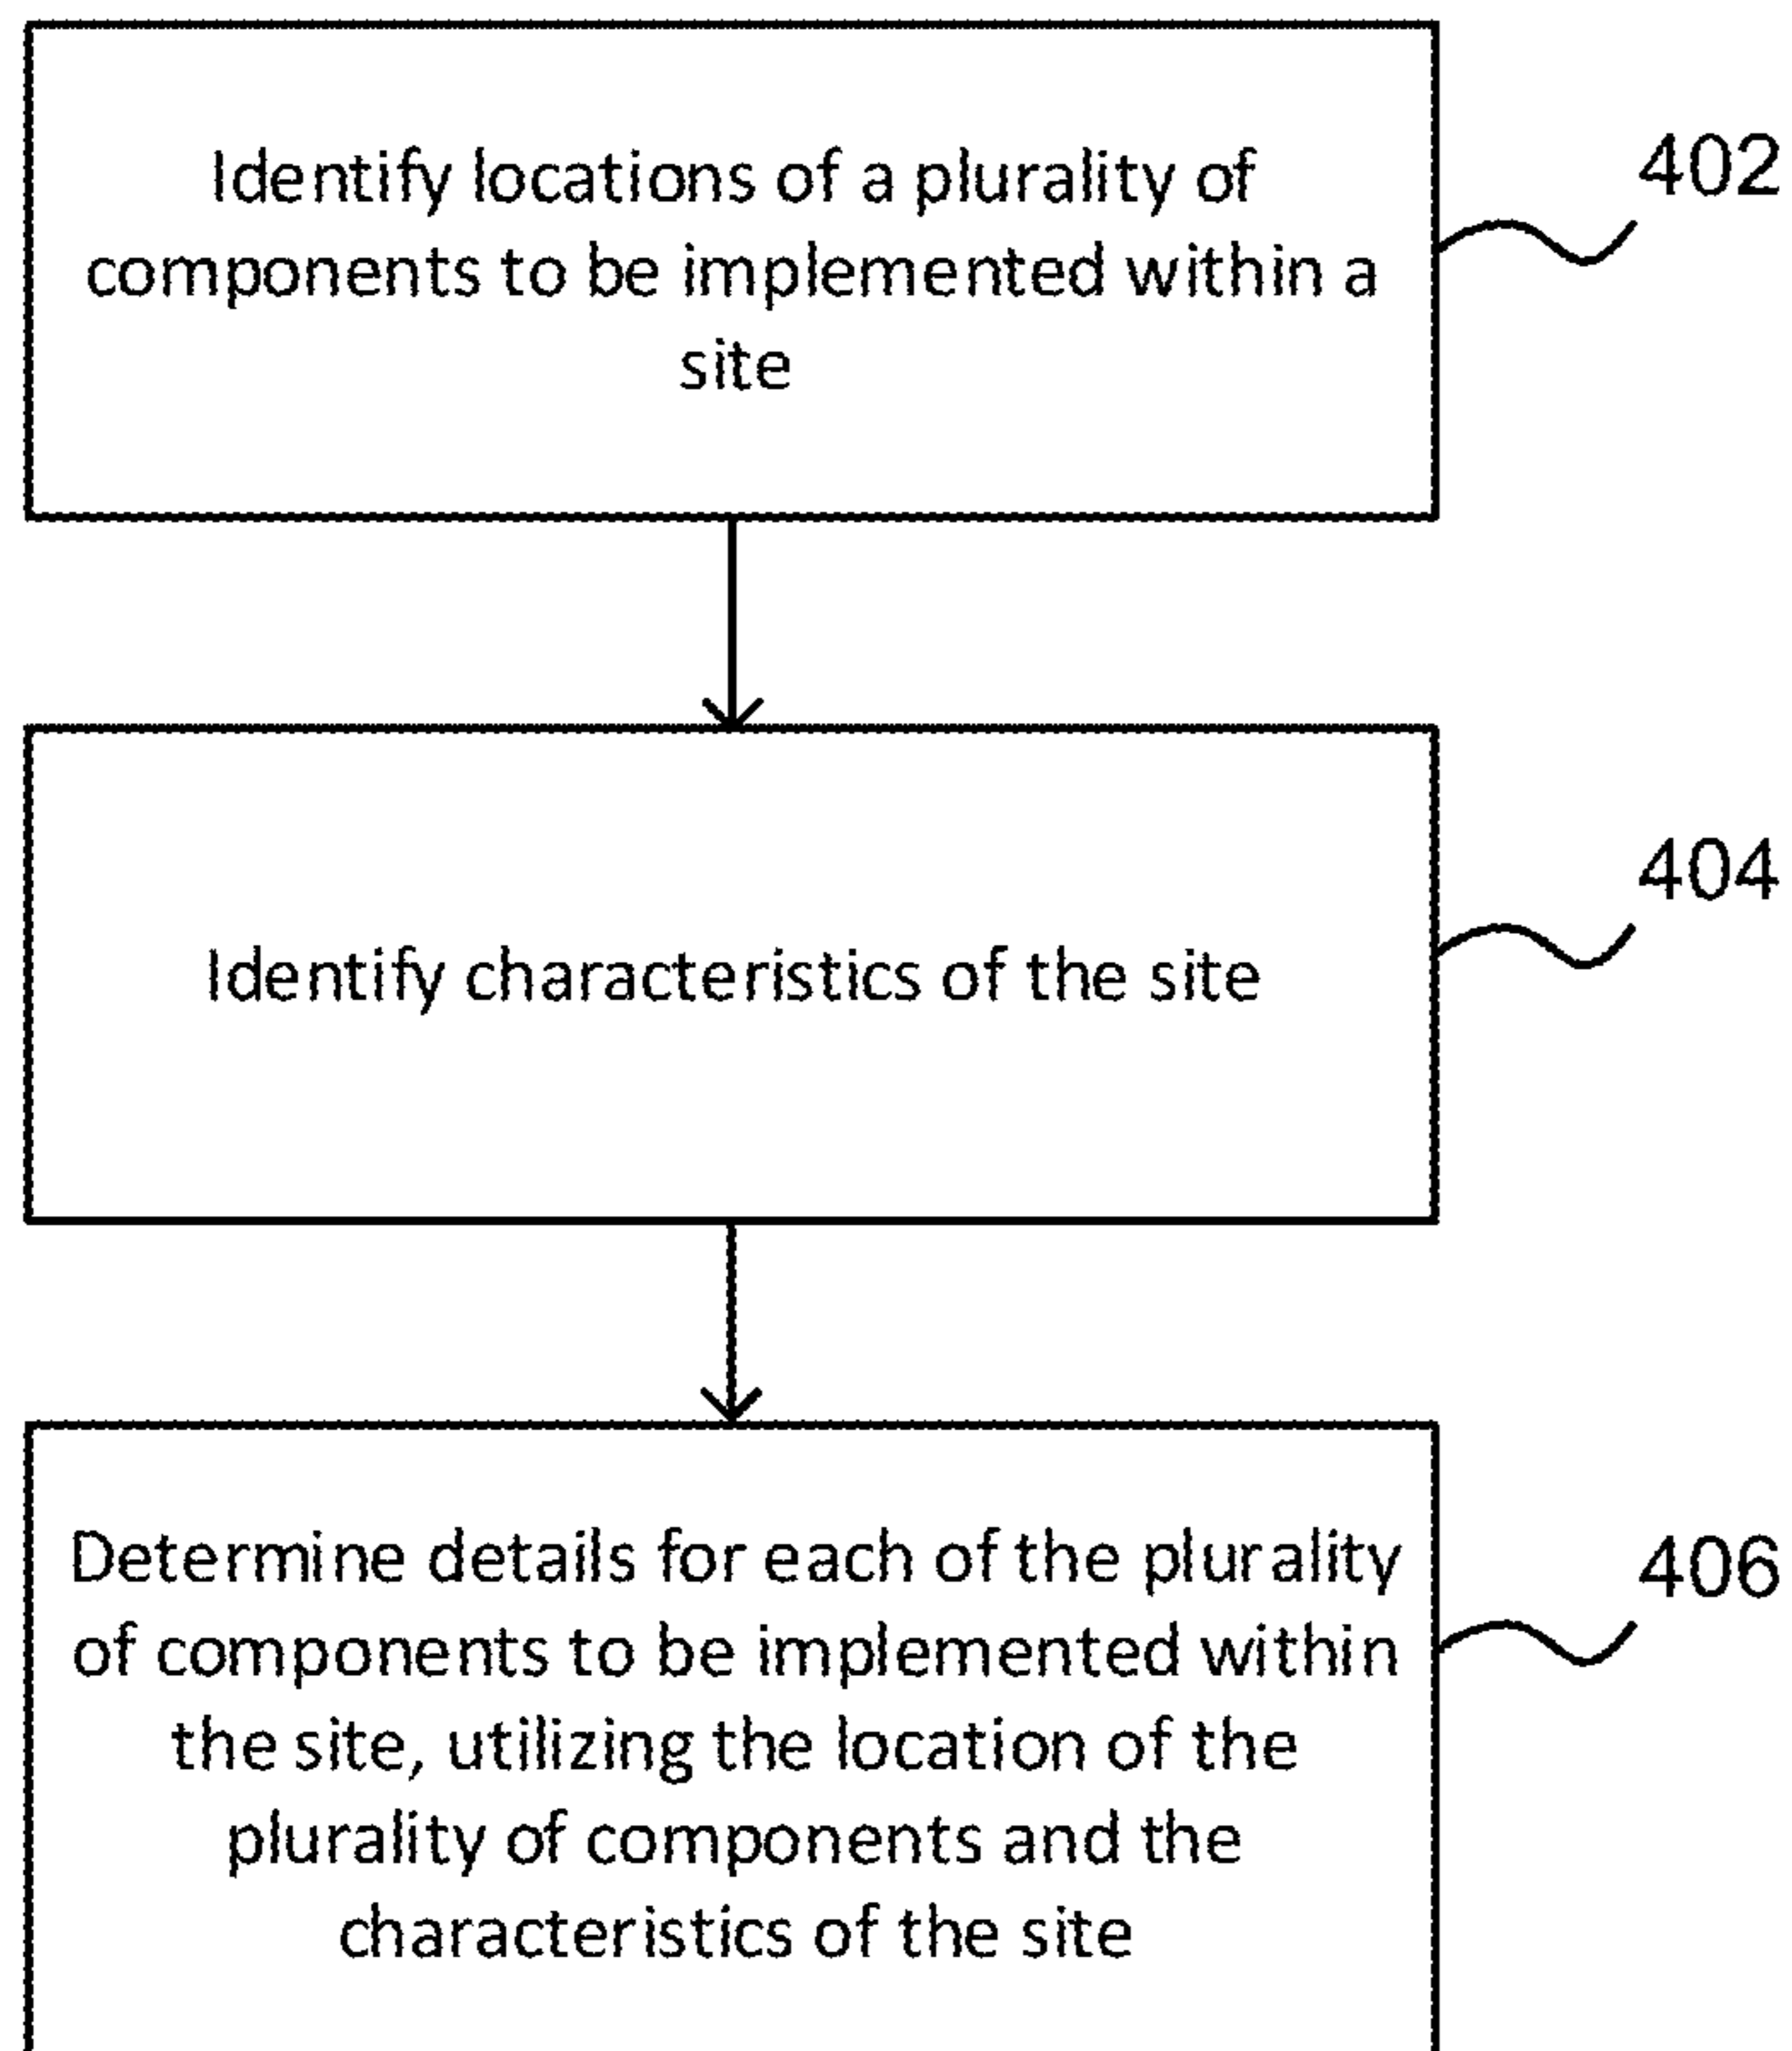 Identify locations of a plurality of
components to be implemented within a
site
402
Identify characteristics of the site
404
Determine details for each of the plurality
of components to be implemented within
the site, utilizing the location of the
plurality of components and the
characteristics of the site
406